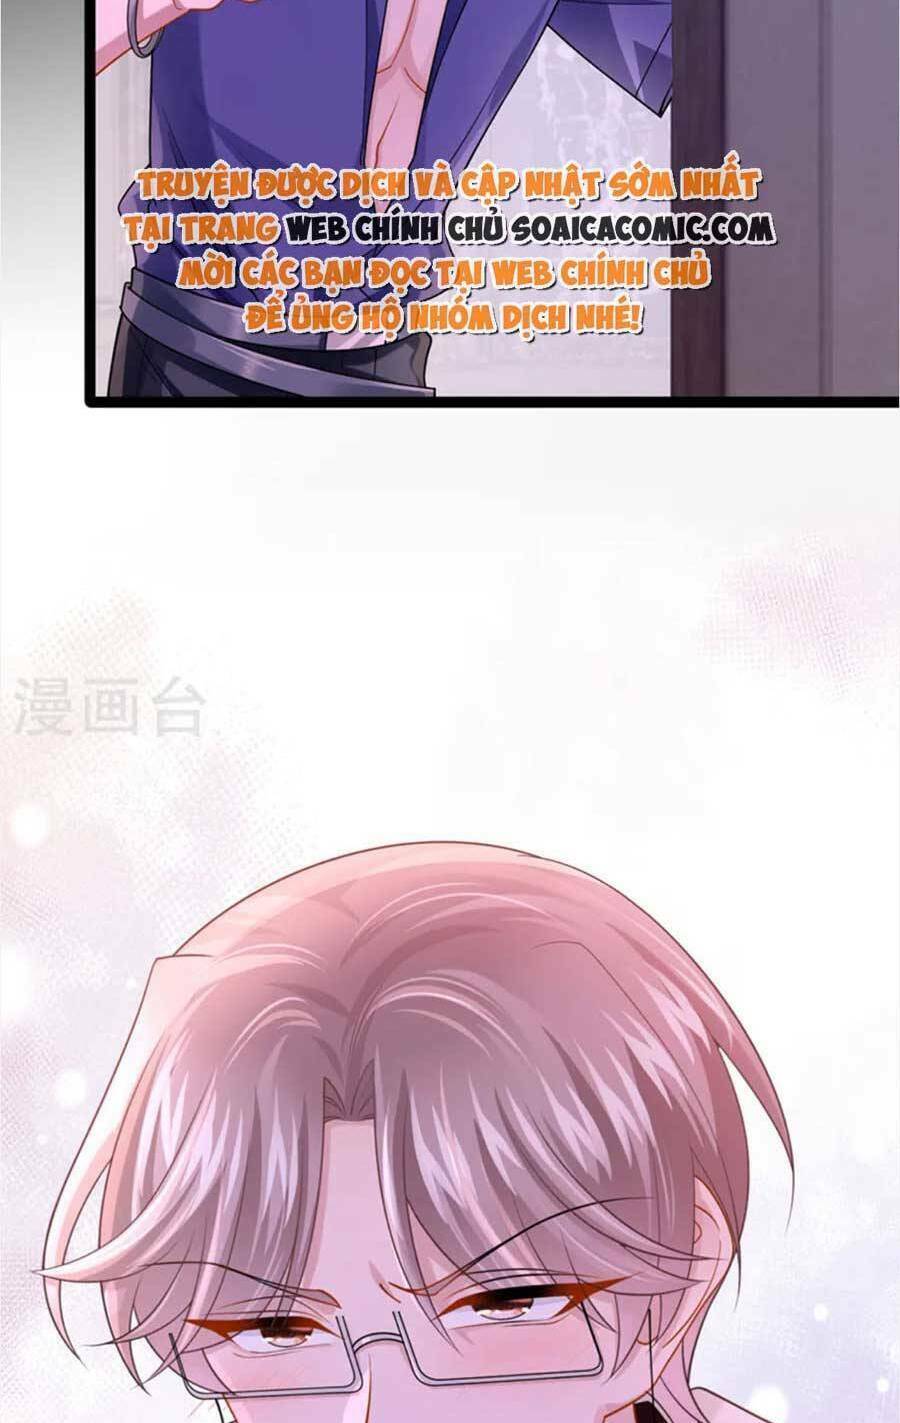 TRUYỆN ĐƯỢC DỊCH VÀ CẬP NHẬT SỚM NHẤT
TẠI TRANG WEB CHÍNH CHỦ SOAICACOMIC.COM
MỜI CÁC BẠN ĐỌC TẠI WEB CHÍNH CHỦ
ĐỂ ỦNG HỘ NHÓM DỊCH NHÉ!
漫画台